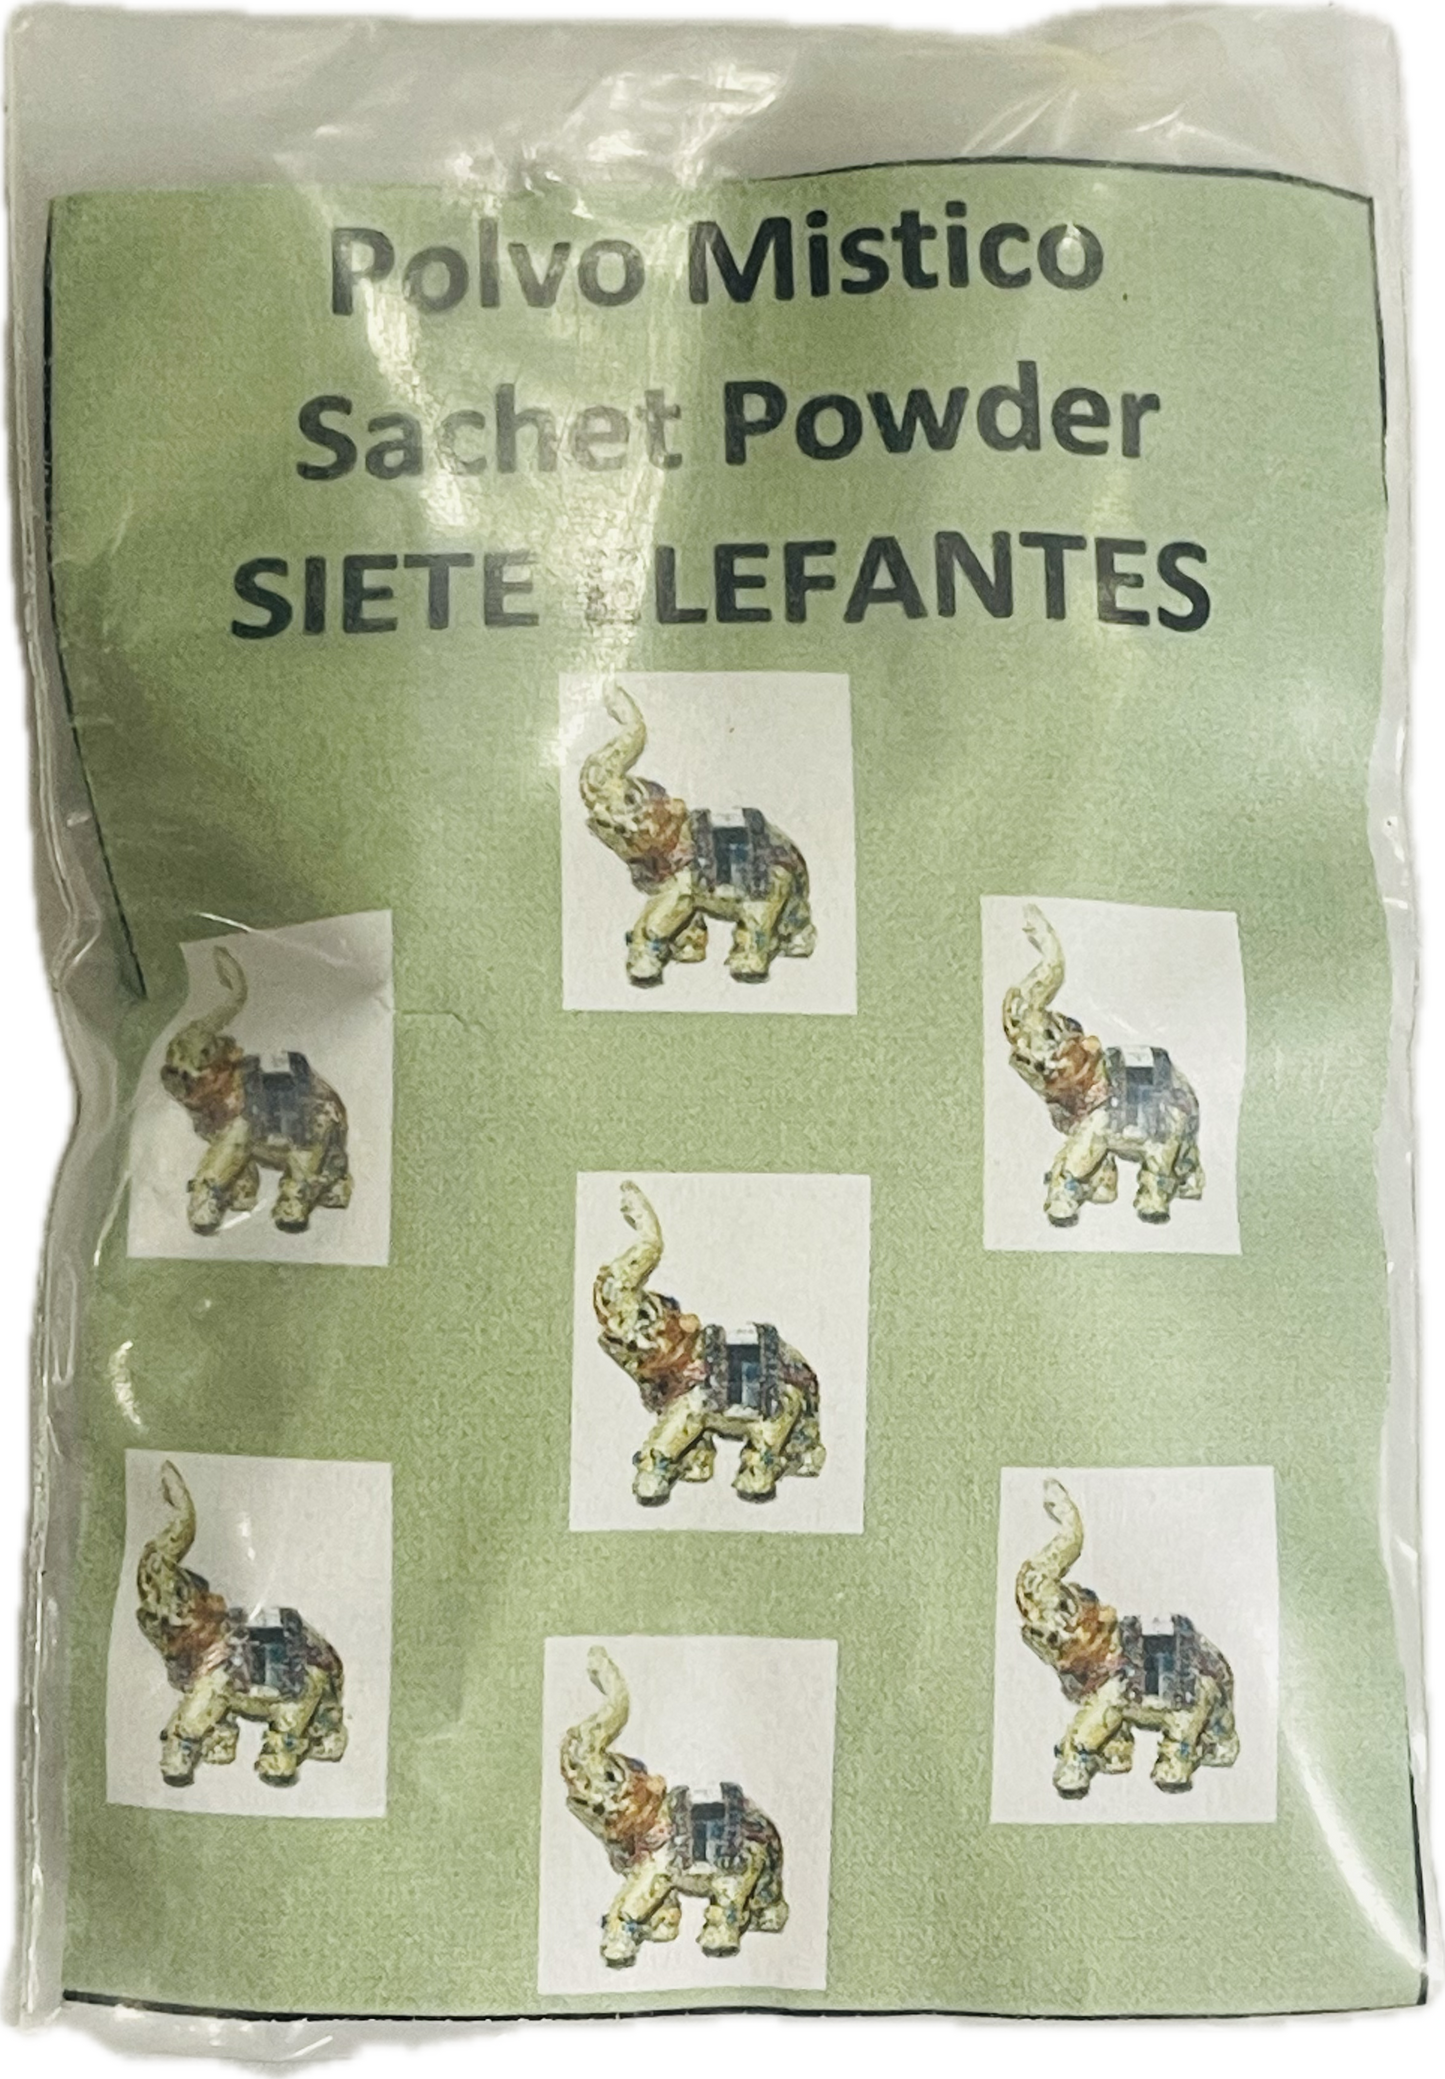 Polvo Mistico
Sachet Powder
SIETE ELEFANTES